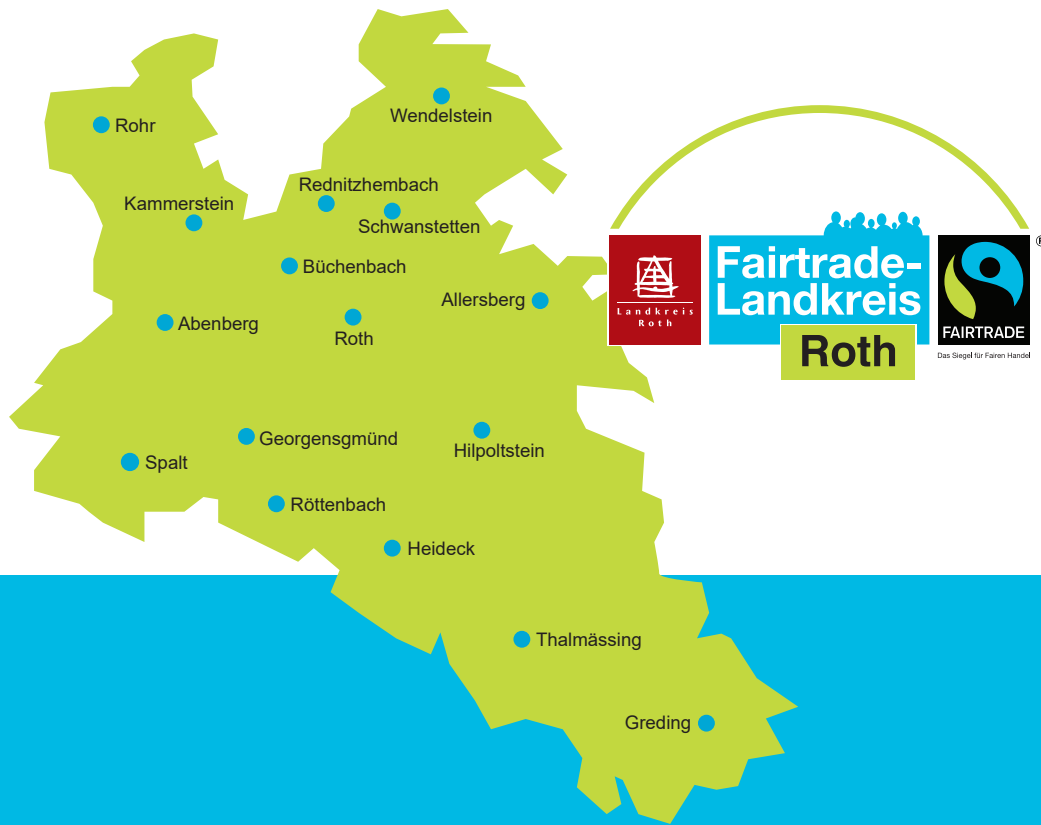 Wendelstein
Rohr
Rednitzhembach
Kammerstein
Schwanstetten
Büchenbach
Allersberg
Abenberg
Roth
Georgensgmünd
Hilpoltstein
Spalt
Röttenbach
Heideck
Thalmässing
Greding
Landkreis
Roth
Fairtrade-
Landkreis
Roth
®
FAIRTRADE
Das Siegel für Fairen Handel